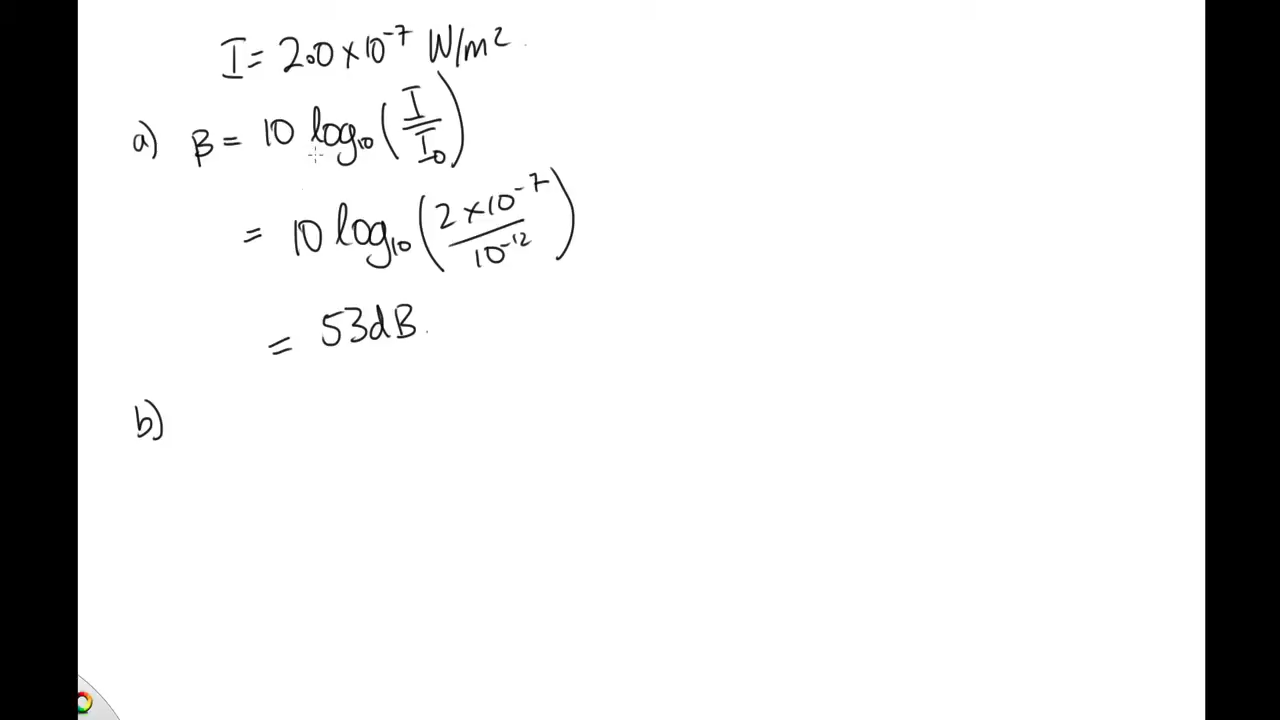 I = 2.0 × 10⁻⁷ W/m²
a) β = 10 log₁₀ (I/I₀)
= 10 log₁₀ (2 × 10⁻⁷/10⁻¹²)
= 53dB.
b)